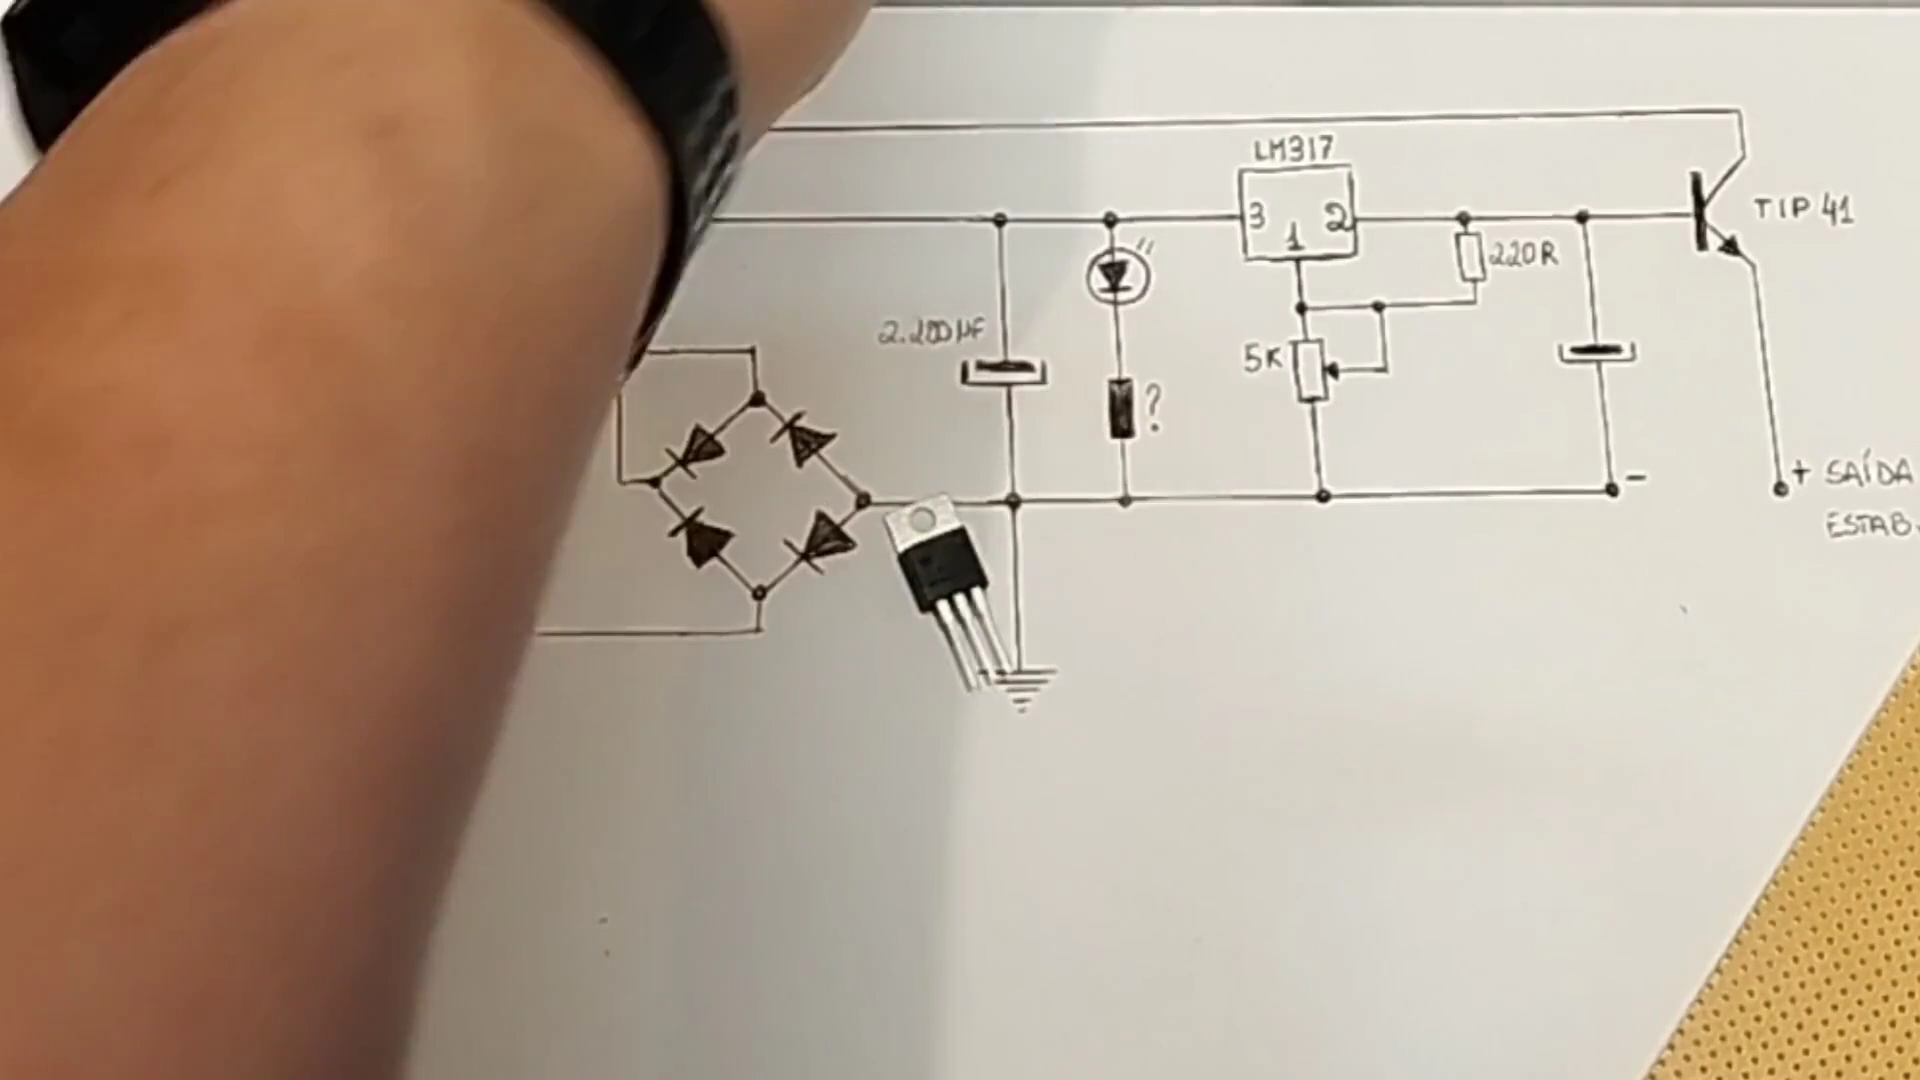 LM317
3 2
1
TIP 41
220R
2.200µF
5K
?
-
+ SAÍDA
ESTAB.